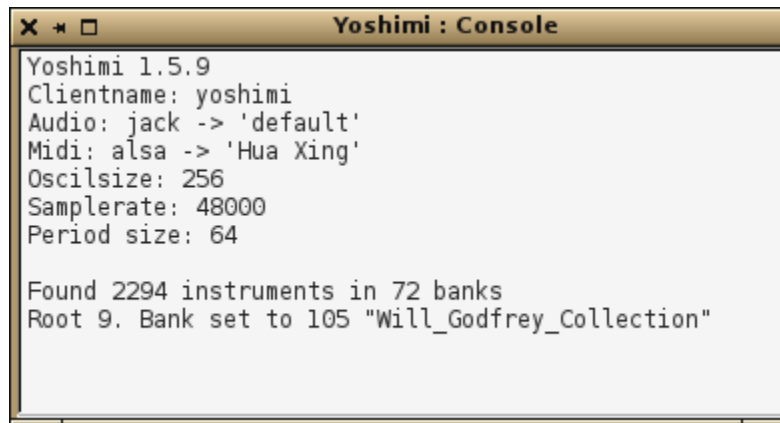 Yoshimi : Console
Yoshimi 1.5.9
Clientname: yoshimi
Audio: jack -> 'default'
Midi: alsa -> 'Hua Xing'
Oscilsize: 256
Samplerate: 48000
Period size: 64
Found 2294 instruments in 72 banks
Root 9. Bank set to 105 "Will_Godfrey_Collection"